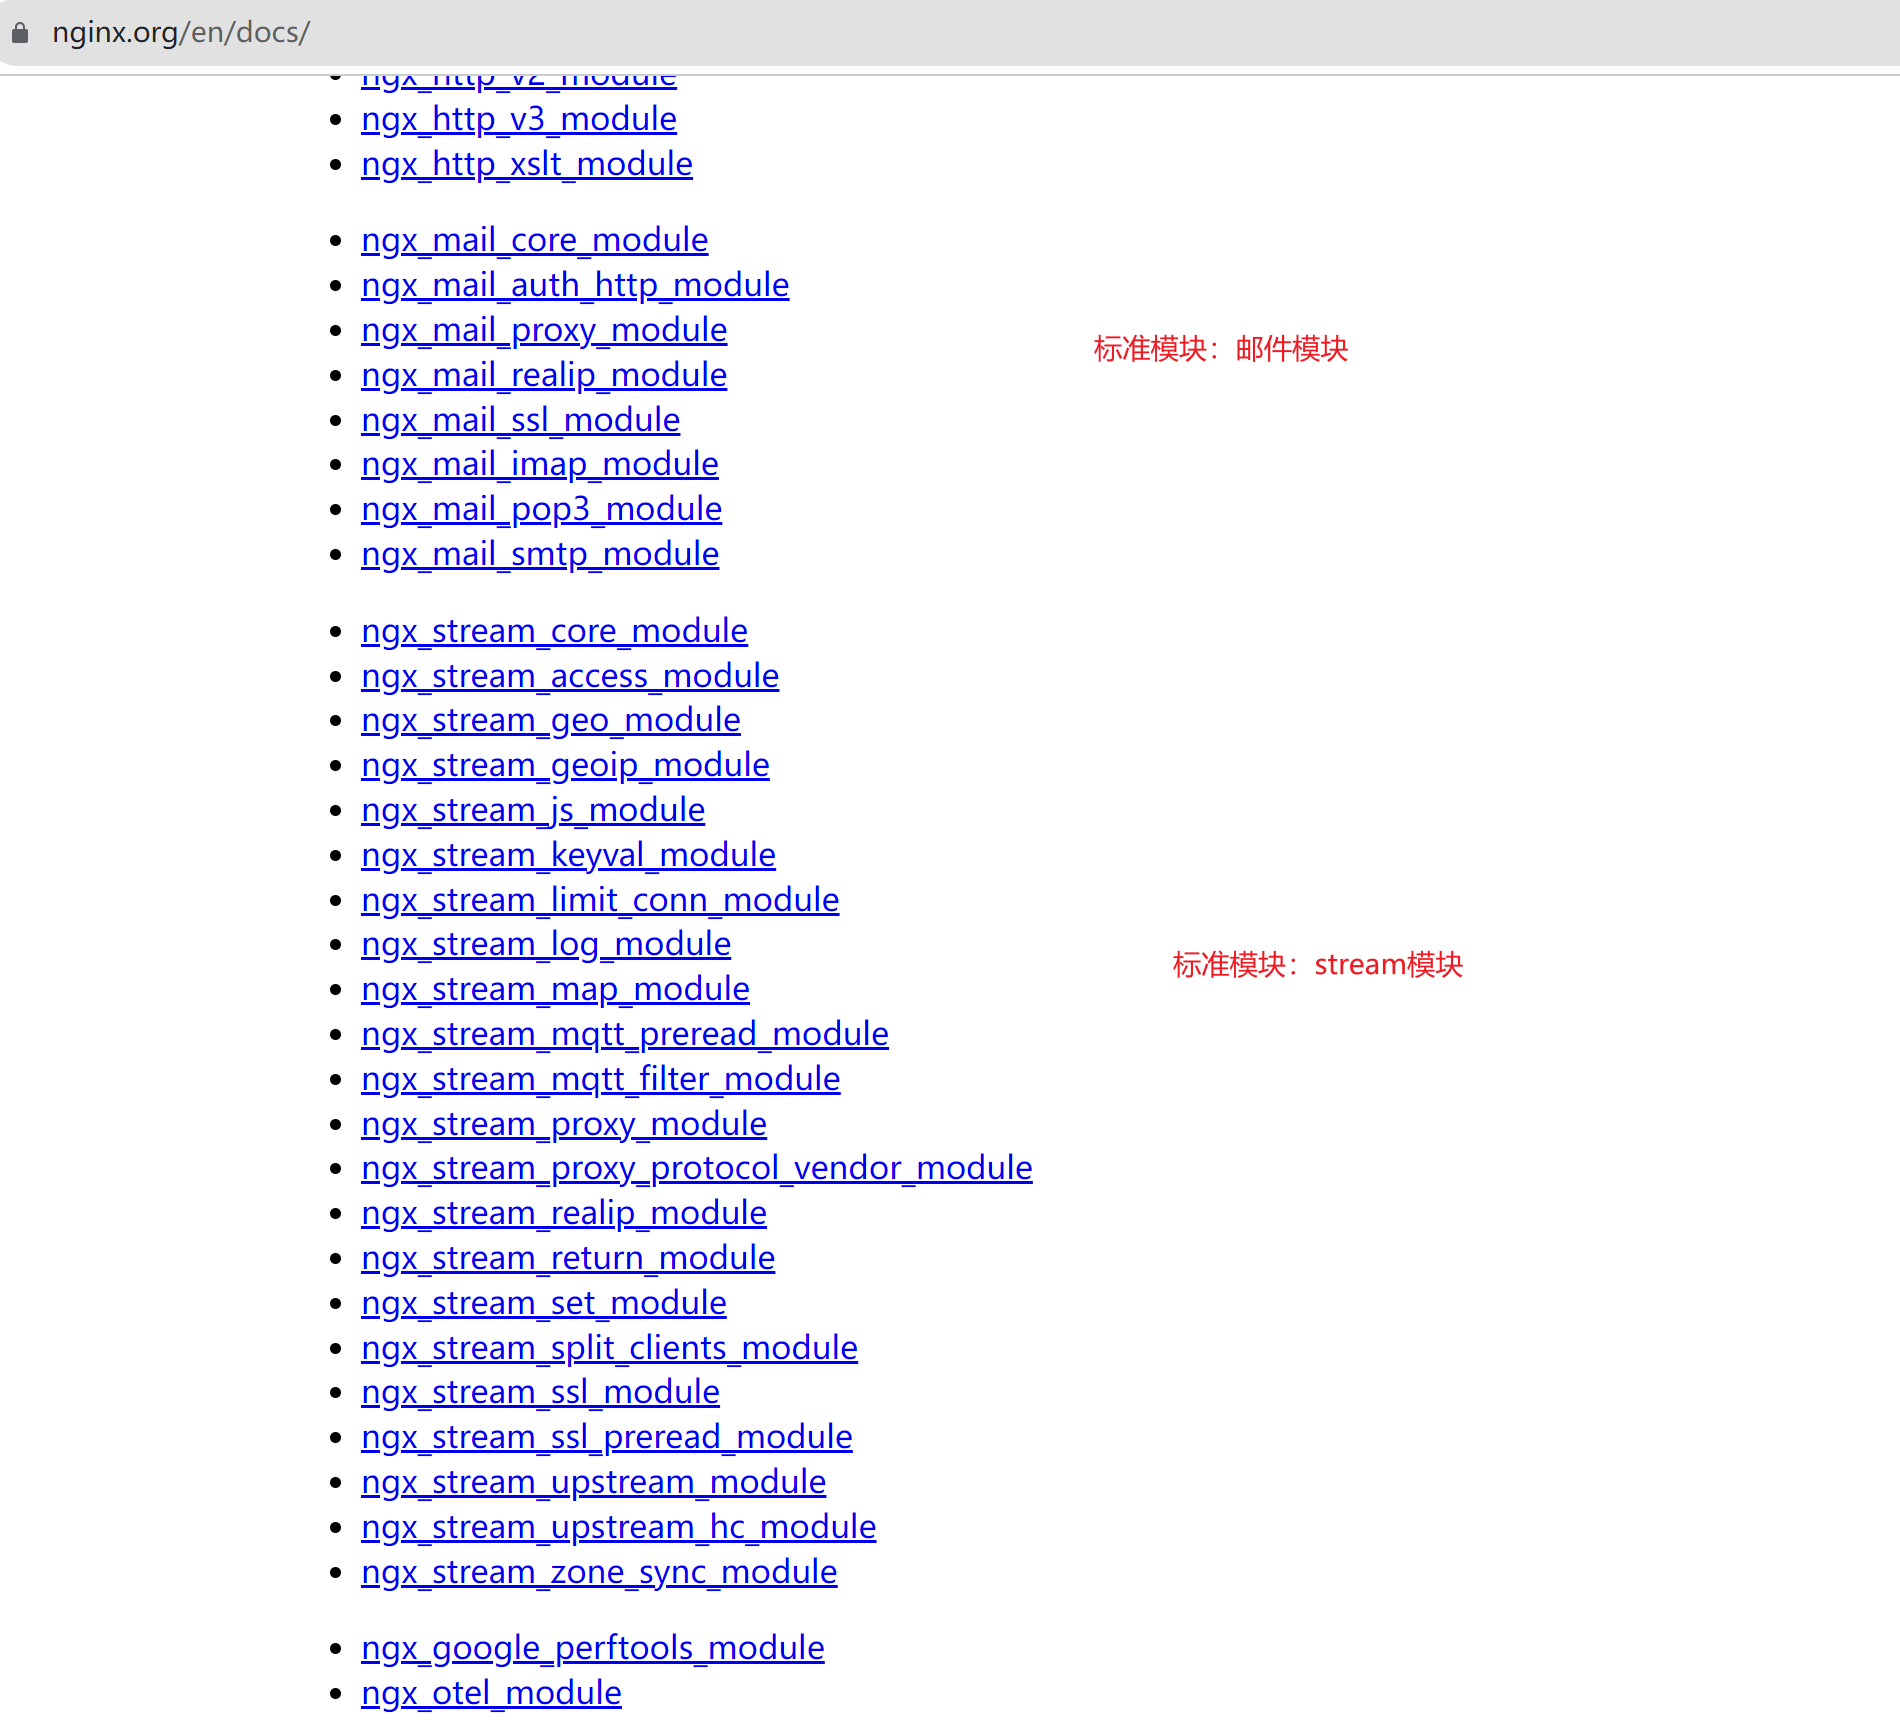 nginx.org/en/docs/
ngx_http_v2_module
ngx_http_v3_module
ngx_http_xslt_module
ngx_mail_core_module
ngx_mail_auth_http_module
ngx_mail_proxy_module
标准模块：邮件模块
ngx_mail_realip_module
ngx_mail_ssl_module
ngx_mail_imap_module
ngx_mail_pop3_module
ngx_mail_smtp_module
ngx_stream_core_module
ngx_stream_access_module
ngx_stream_geo_module
ngx_stream_geoip_module
ngx_stream_js_module
ngx_stream_keyval_module
ngx_stream_limit_conn_module
ngx_stream_log_module
标准模块：stream模块
ngx_stream_map_module
ngx_stream_mqtt_preread_module
ngx_stream_mqtt_filter_module
ngx_stream_proxy_module
ngx_stream_proxy_protocol_vendor_module
ngx_stream_realip_module
ngx_stream_return_module
ngx_stream_set_module
ngx_stream_split_clients_module
ngx_stream_ssl_module
ngx_stream_ssl_preread_module
ngx_stream_upstream_module
ngx_stream_upstream_hc_module
ngx_stream_zone_sync_module
ngx_google_perftools_module
ngx_otel_module